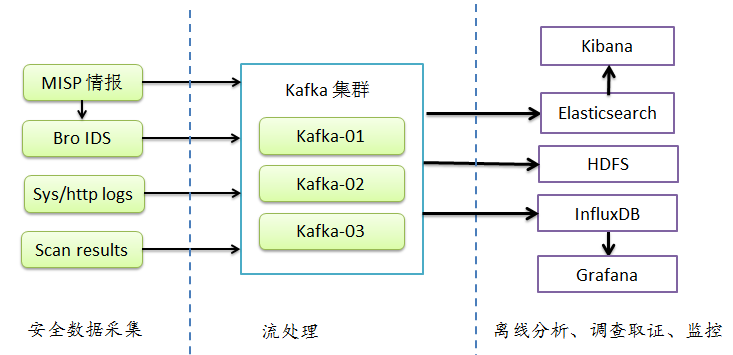 MISP 情报
Bro IDS
Sys/http logs
Scan results
安全数据采集
Kafka 集群
Kafka-01
Kafka-02
Kafka-03
流处理
Kibana
Elasticsearch
HDFS
InfluxDB
Grafana
离线分析、调查取证、监控